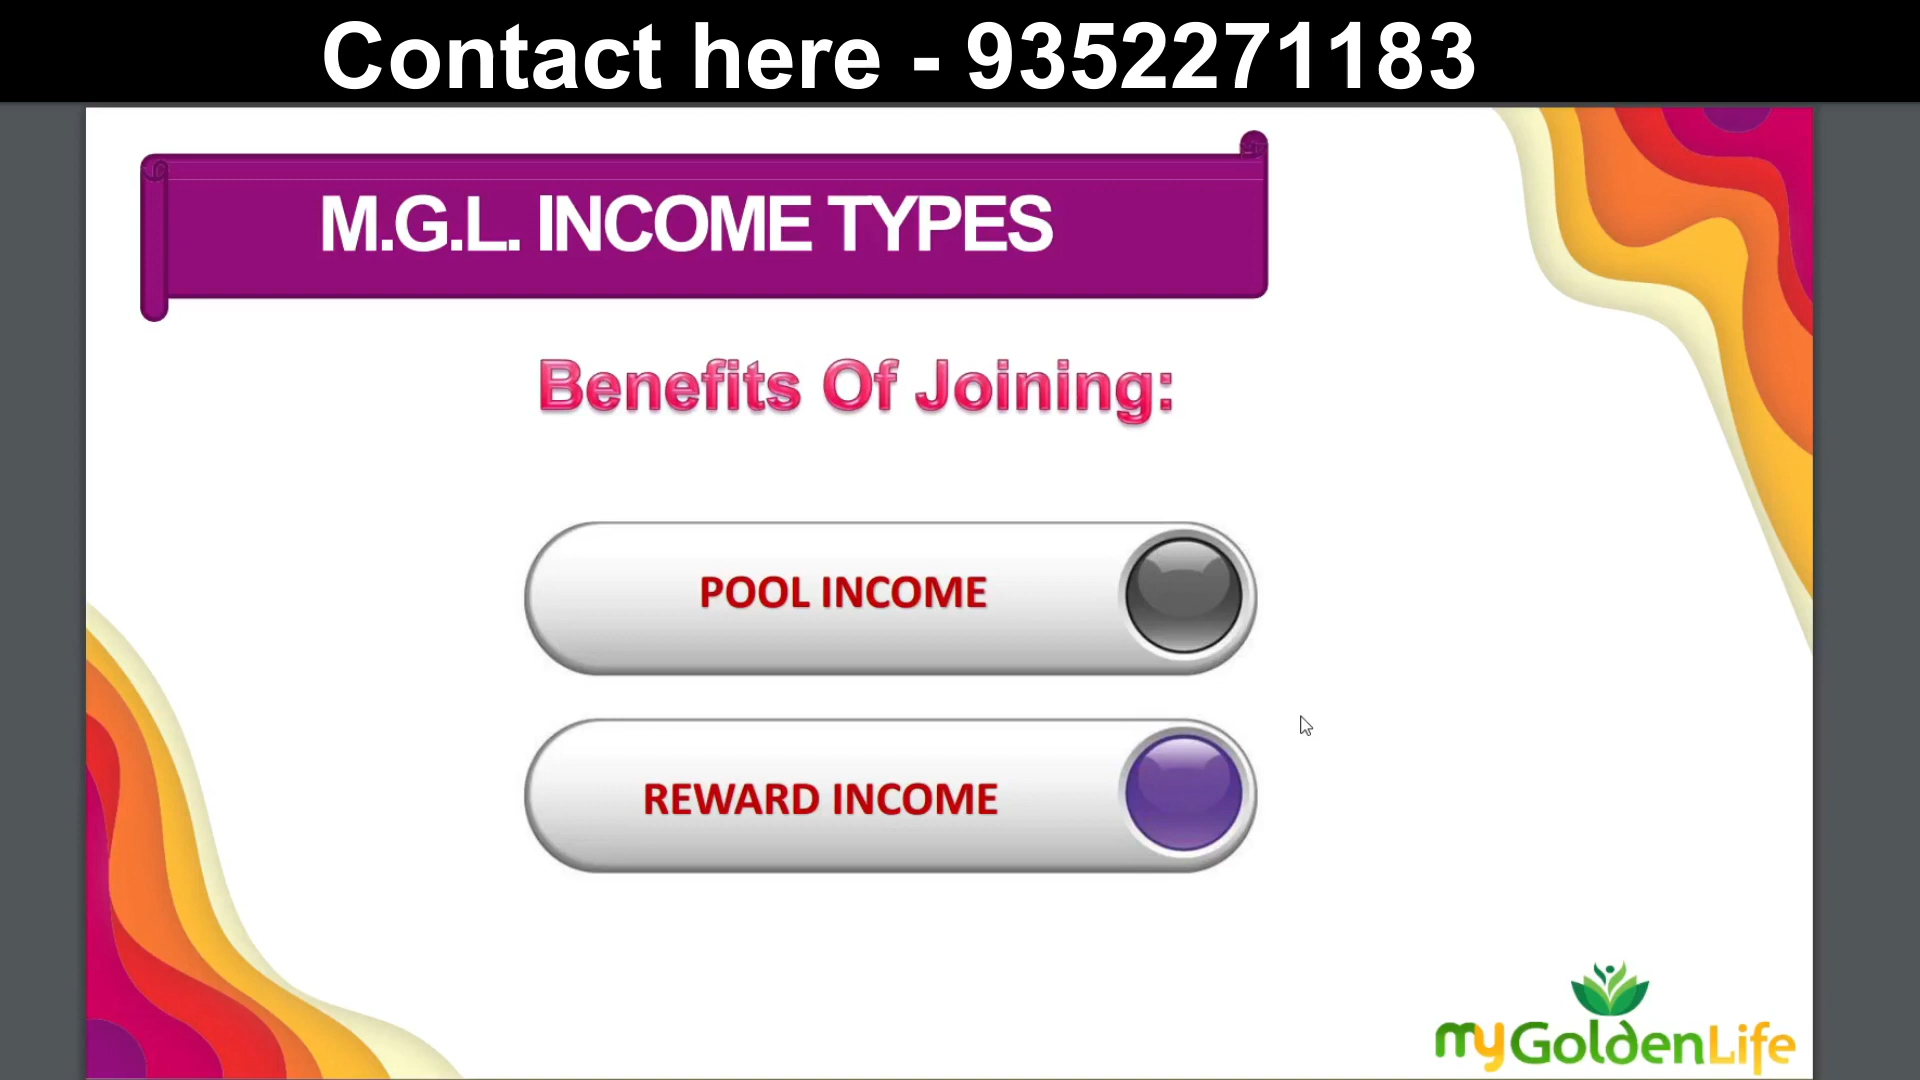 Contact here - 9352271183
M.G.L. INCOME TYPES
Benefits Of Joining:
POOL INCOME
REWARD INCOME
myGoldenLife